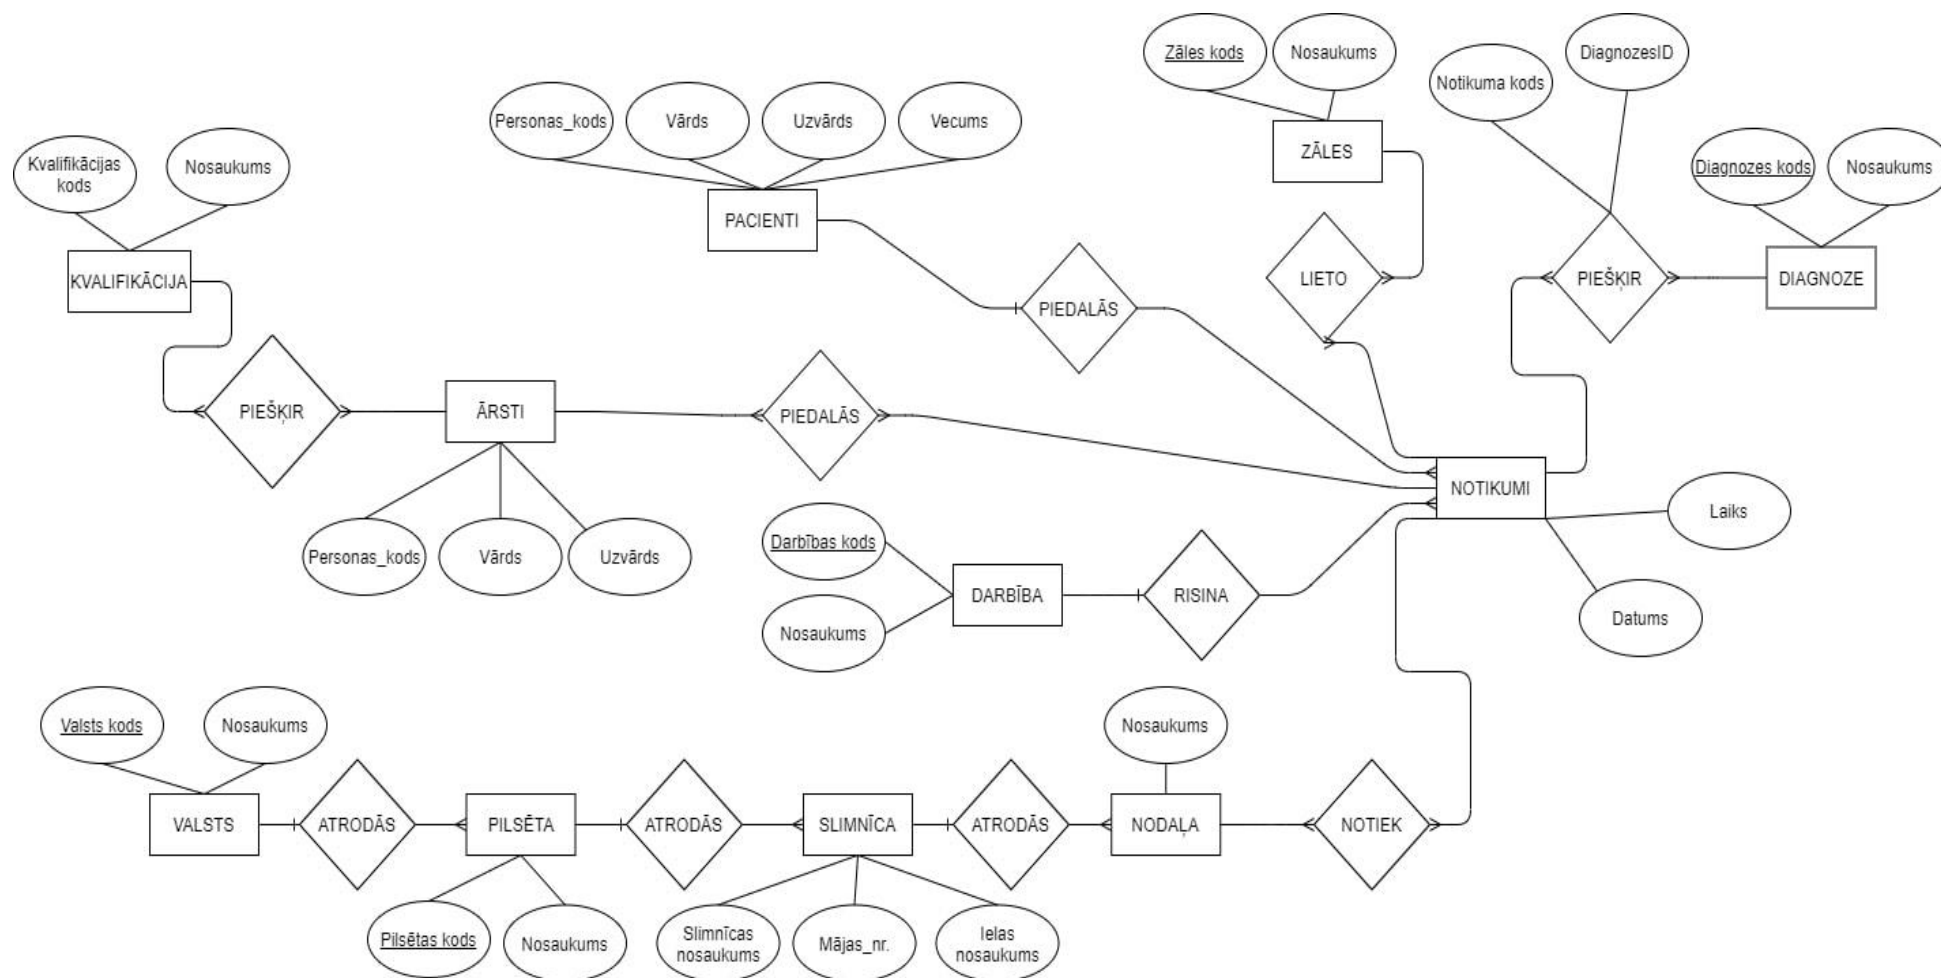 Zāles kods
Nosaukums
DiagnozesID
Notikuma kods
Personas_kods
Vārds
Uzvārds
Vecums
ZĀLES
Kvalifikācijas
kods
Nosaukums
Diagnozes kods
Nosaukums
PACIENTI
KVALIFIKĀCIJA
LIETO
PIEŠĶIR
DIAGNOZE
PIEDALĀS
PIEŠĶIR
ĀRSTI
PIEDALĀS
NOTIKUMI
Laiks
Personas_kods
Vārds
Uzvārds
Darbības kods
DARBĪBA
RISINA
Nosaukums
Datums
Valsts kods
Nosaukums
Nosaukums
VALSTS
ATRODĀS
PILSĒTA
ATRODĀS
SLIMNĪCA
ATRODĀS
NODAĻA
NOTIEK
Pilsētas kods
Nosaukums
Slimnīcas
nosaukums
Mājas_nr.
Ielas
nosaukums